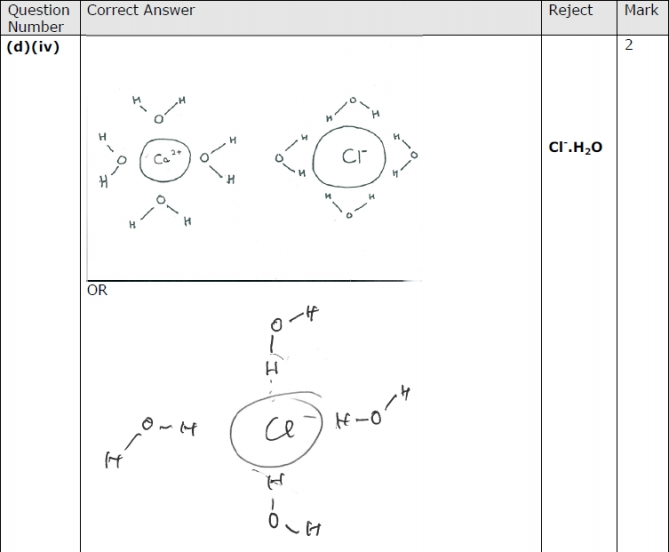 Question Number
Correct Answer
Reject
Mark
(d)(iv)
2
H H
O
H
O
H
Ca²⁺
O
H
H
O
H H
O
H H
H
O
H
Cl⁻
H
O
H
H H
O
Cl⁻.H₂O
OR
O H
H
H O H
Cl⁻
H O H
H
O H